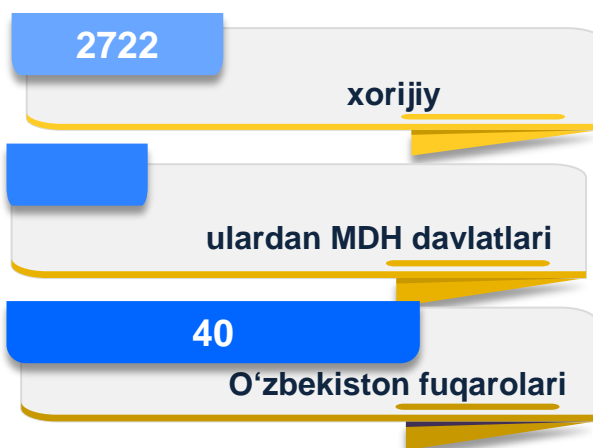 2722
xorijiy
ulardan MDH davlatlari
40
O‘zbekiston fuqarolari